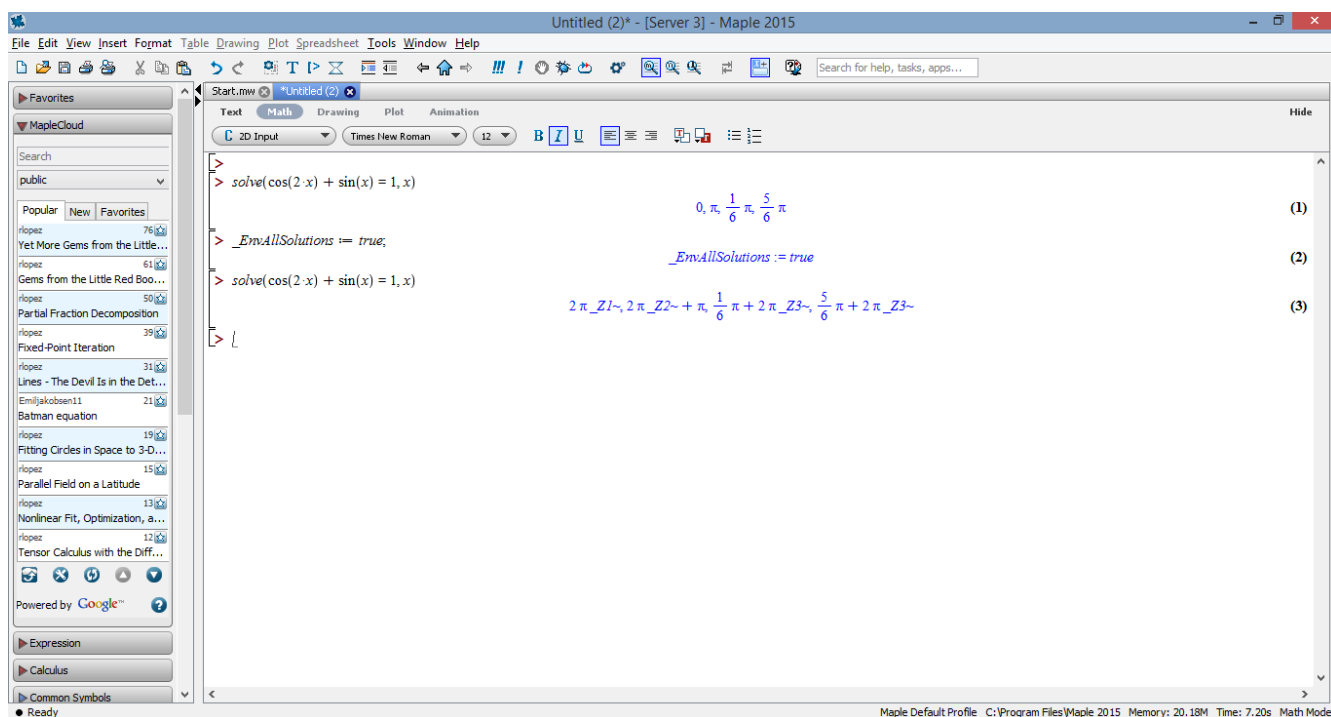 Untitled (2)* - [Server 3] - Maple 2015
File Edit View Insert Format Table Drawing Plot Spreadsheet Tools Window Help
Search for help, tasks, apps...
Favorites
MapleCloud
Search
public
Popular New Favorites
rlopez 76
Yet More Gems from the Little...
rlopez 61
Gems from the Little Red Boo...
rlopez 50
Partial Fraction Decomposition
rlopez 39
Fixed-Point Iteration
rlopez 31
Lines - The Devil Is in the Det...
Emiljakobsen11 21
Batman equation
rlopez 19
Fitting Circles in Space to 3-D...
rlopez 15
Parallel Field on a Latitude
rlopez 13
Nonlinear Fit, Optimization, a...
rlopez 12
Tensor Calculus with the Diff...
Powered by Google™
Expression
Calculus
Common Symbols
Start.mw *Untitled (2)
Text Math Drawing Plot Animation Hide
C 2D Input Times New Roman 12 B I U
>
> solve(cos(2·x) + sin(x) = 1, x)
0, π, 1/6 π, 5/6 π (1)
> _EnvAllSolutions := true;
_EnvAllSolutions := true (2)
> solve(cos(2·x) + sin(x) = 1, x)
2 π _Z1~, 2 π _Z2~ + π, 1/6 π + 2 π _Z3~, 5/6 π + 2 π _Z3~ (3)
>
Ready
Maple Default Profile C:\Program Files\Maple 2015 Memory: 20.18M Time: 7.20s Math Mode